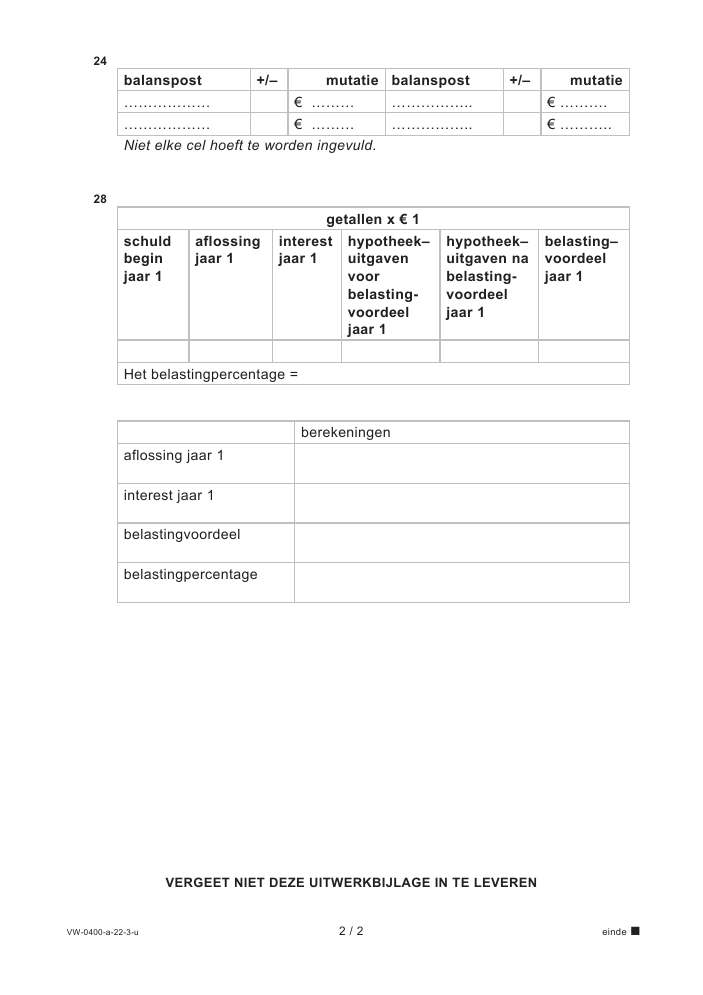 24
balanspost +/– mutatie balanspost +/– mutatie
……………… € ……… …………….. € ……….
……………… € ……… …………….. € ………..
Niet elke cel hoeft te worden ingevuld.
28
getallen x € 1
schuld begin jaar 1 aflossing jaar 1 interest jaar 1 hypotheek– uitgaven voor belasting- voordeel jaar 1 hypotheek– uitgaven na belasting- voordeel jaar 1 belasting– voordeel jaar 1
Het belastingpercentage =
berekeningen
aflossing jaar 1
interest jaar 1
belastingvoordeel
belastingpercentage
VERGEET NIET DEZE UITWERKBIJLAGE IN TE LEVEREN
VW-0400-a-22-3-u 2 / 2 einde ■